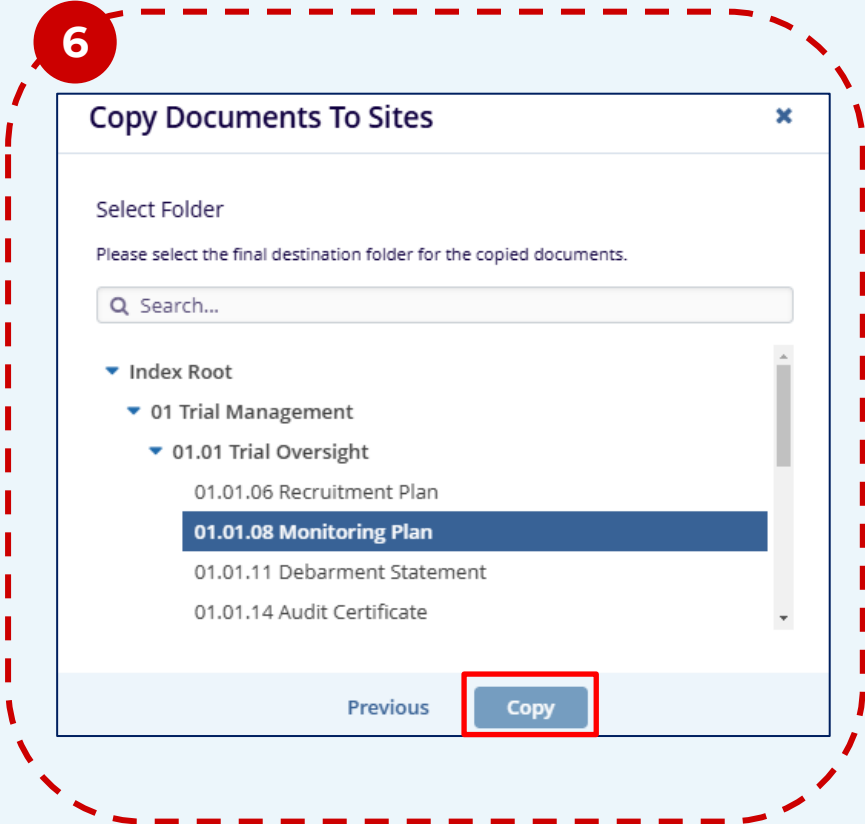 6
Copy Documents To Sites
Select Folder
Please select the final destination folder for the copied documents.
Search...
Index Root
01 Trial Management
01.01 Trial Oversight
01.01.06 Recruitment Plan
01.01.08 Monitoring Plan
01.01.11 Debarment Statement
01.01.14 Audit Certificate
Previous Copy